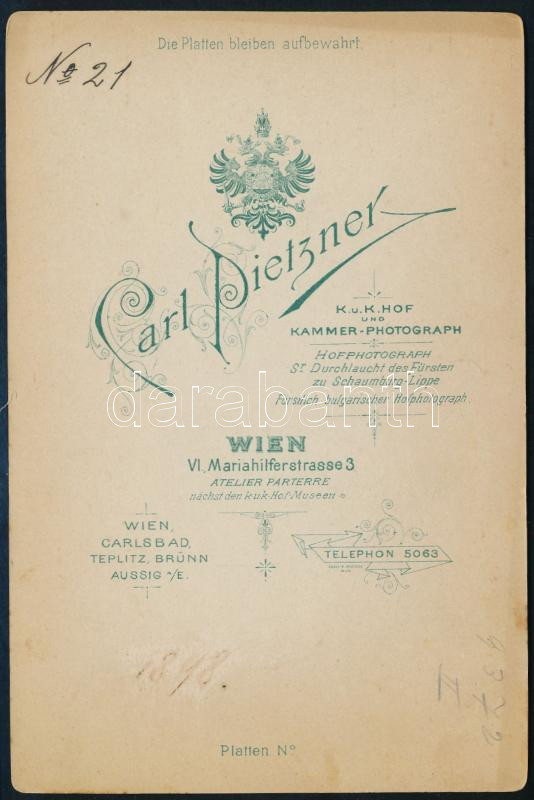 Die Platten bleiben aufbewahrt.
No 21
Carl Pietzner
K.u.K.HOF
UND
KAMMER-PHOTOGRAPH
HOFPHOTOGRAPH
Sr. Durchlaucht des Fürsten
zu Schaumburg-Lippe
Fürstlich bulgarischer Hofphotograph.
darabanth
WIEN
VI., Mariahilferstrasse 3
ATELIER PARTERRE
nächst den k.u.k. Hof-Museen
WIEN,
CARLSBAD,
TEPLITZ, BRÜNN
AUSSIG a/E.
TELEPHON 5063
1898
II
Platten No